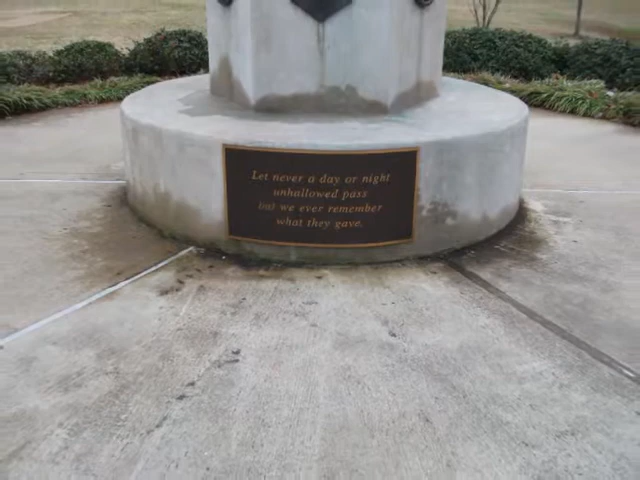 Let never a day or night
unhallowed pass
but we ever remember
what they gave.